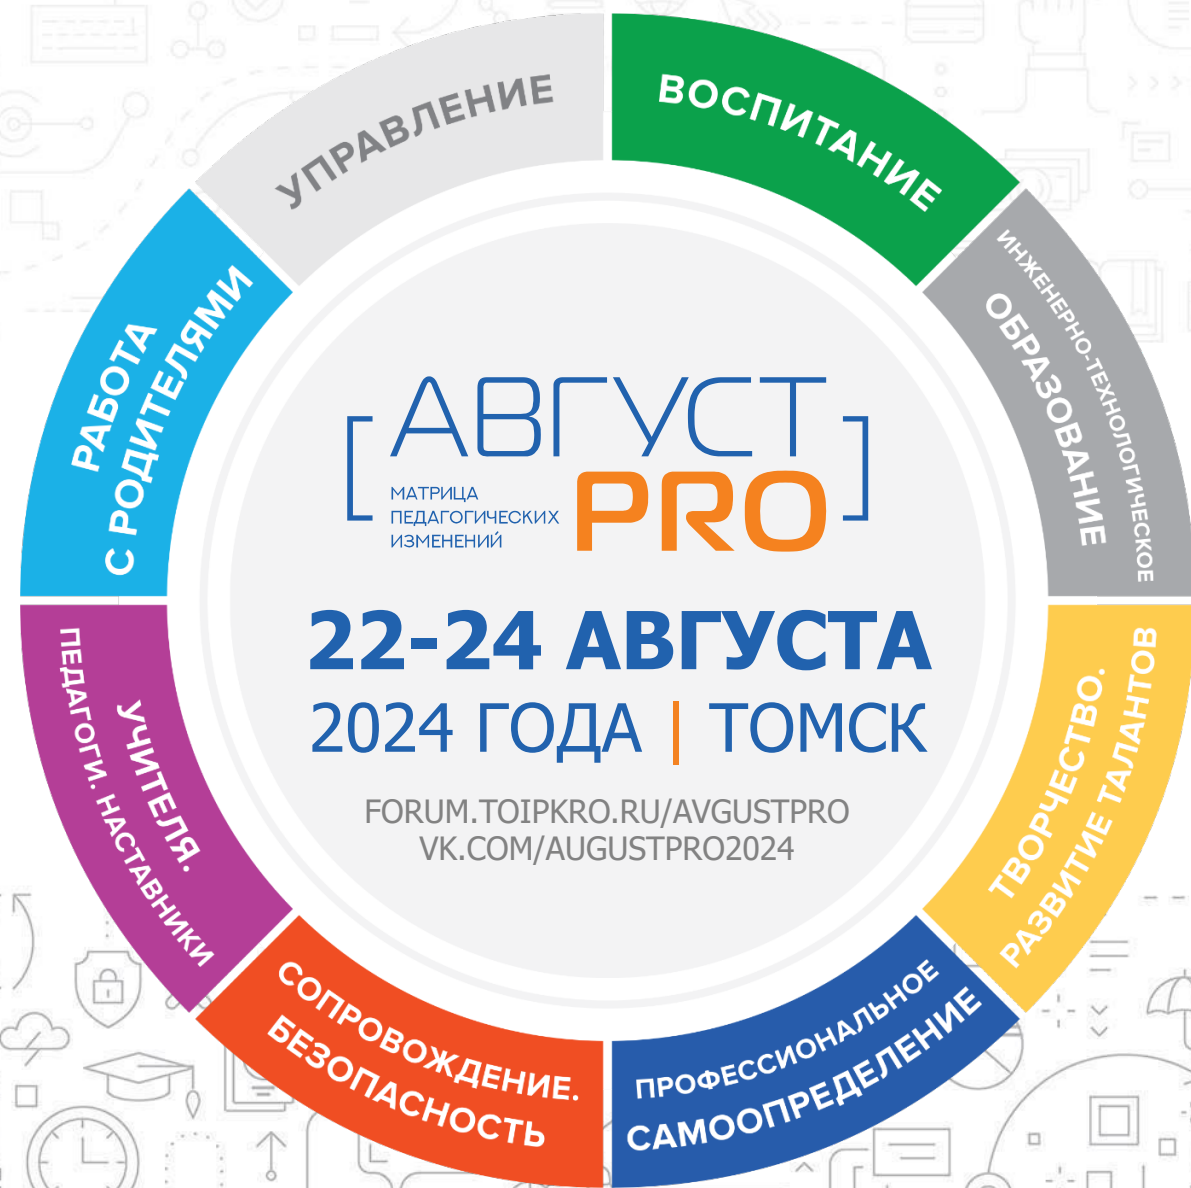 УПРАВЛЕНИЕ
ВОСПИТАНИЕ
ИНЖЕНЕРНО-ТЕХНОЛОГИЧЕСКОЕ
ОБРАЗОВАНИЕ
ТВОРЧЕСТВО.
РАЗВИТИЕ ТАЛАНТОВ
ПРОФЕССИОНАЛЬНОЕ
САМООПРЕДЕЛЕНИЕ
СОПРОВОЖДЕНИЕ.
БЕЗОПАСНОСТЬ
УЧИТЕЛЯ.
ПЕДАГОГИ. НАСТАВНИКИ
РАБОТА
С РОДИТЕЛЯМИ
[АВГУСТ]
PRO
МАТРИЦА
ПЕДАГОГИЧЕСКИХ
ИЗМЕНЕНИЙ
22-24 АВГУСТА
2024 ГОДА | ТОМСК
FORUM.TOIPKRO.RU/AVGUSTPRO
VK.COM/AUGUSTPRO2024